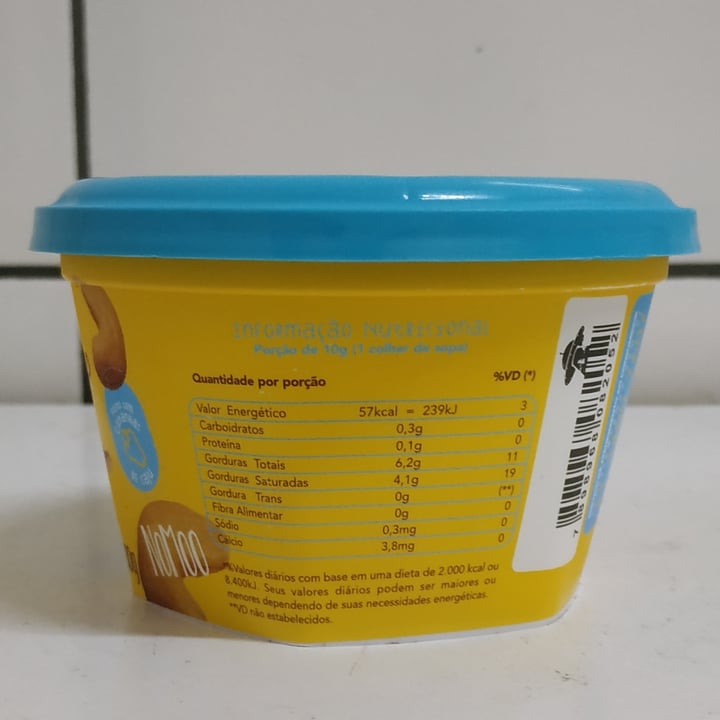 Informação Nutricional
Porção de 10g (1 colher de sopa)
Quantidade por porção %VD (*)
Valor Energético 57kcal = 239kJ 3
Carboidratos 0,3g 0
Proteína 0,1g 0
Gorduras Totais 6,2g 11
Gorduras Saturadas 4,1g 19
Gordura Trans 0g (**)
Fibra Alimentar 0g 0
Sódio 0,3mg 0
Cálcio 3,8mg 0
*%Valores diários com base em uma dieta de 2.000 kcal ou
8.400kJ. Seus valores diários podem ser maiores ou
menores dependendo de suas necessidades energéticas.
**VD não estabelecidos.
NoMoo
7 898968 082052